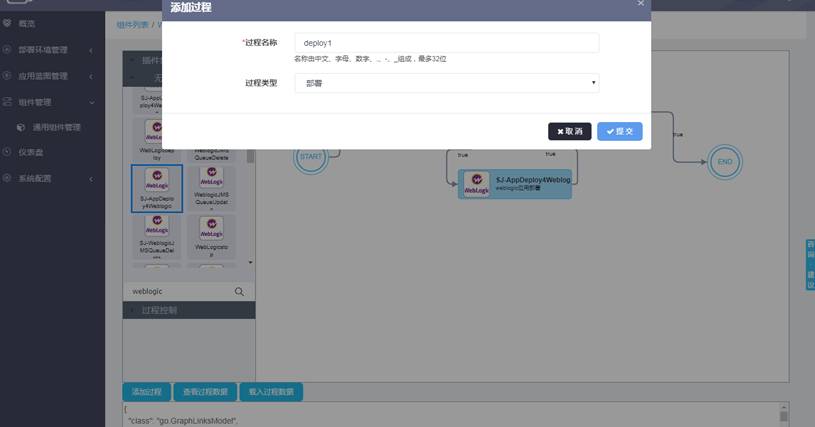 添加过程
×
*过程名称
deploy1
名称由中文、字母、数字、.、-、_组成，最多32位
过程类型
部署
取消
提交
概览
部署环境管理
应用蓝图管理
组件管理
通用组件管理
仪表盘
系统配置
组件列表 /
SJ-AppDeploy4Weblogic
WebLogicdeploy
WeblogicJMSQueueDelete
SJ-AppDeploy4Weblogic
WeblogicJMSQueueUpdate
SJ-WeblogicJMSQueueDelete
WebLogicstop
weblogic
过程控制
START
true
true
true
END
WebLogic
SJ-AppDeploy4Weblog
weblogic应用部署
添加过程
查看过程数据
载入过程数据
{
"class": "go.GraphLinksModel",